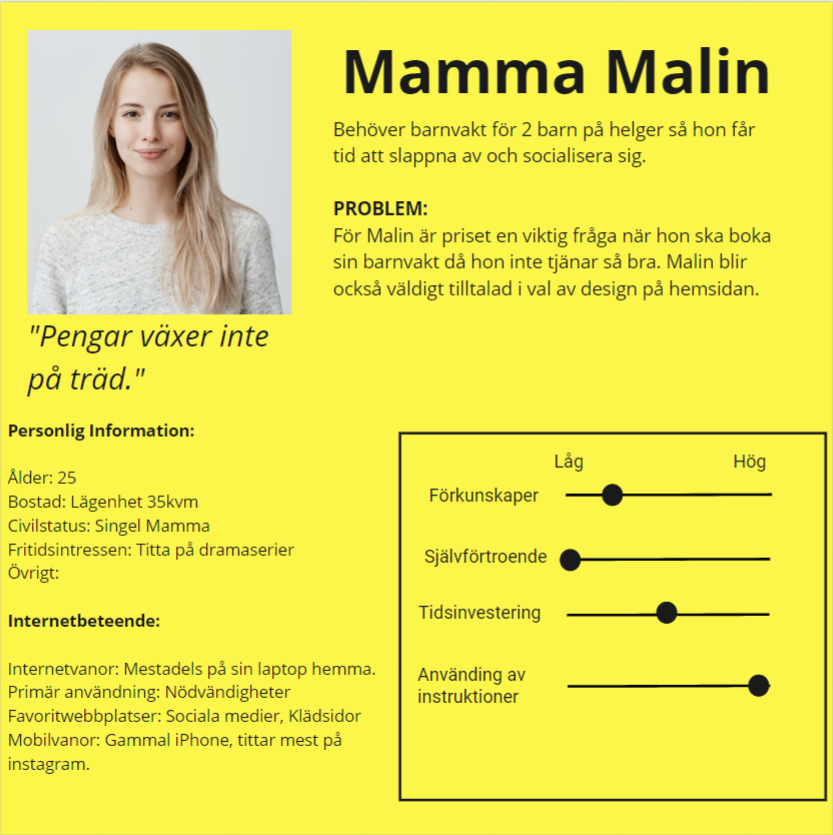 Mamma Malin
Behöver barnvakt för 2 barn på helger så hon får
tid att slappna av och socialisera sig.
PROBLEM:
För Malin är priset en viktig fråga när hon ska boka
sin barnvakt då hon inte tjänar så bra. Malin blir
också väldigt tilltalad i val av design på hemsidan.
"Pengar växer inte
på träd."
Personlig Information:
Ålder: 25
Bostad: Lägenhet 35kvm
Civilstatus: Singel Mamma
Fritidsintressen: Titta på dramaserier
Övrigt:
Internetbeteende:
Internetvanor: Mestadels på sin laptop hemma.
Primär användning: Nödvändigheter
Favoritwebbplatser: Sociala medier, Klädsidor
Mobilvanor: Gammal iPhone, tittar mest på
instagram.
Låg Hög
Förkunskaper
Självförtroende
Tidsinvestering
Använding av
instruktioner